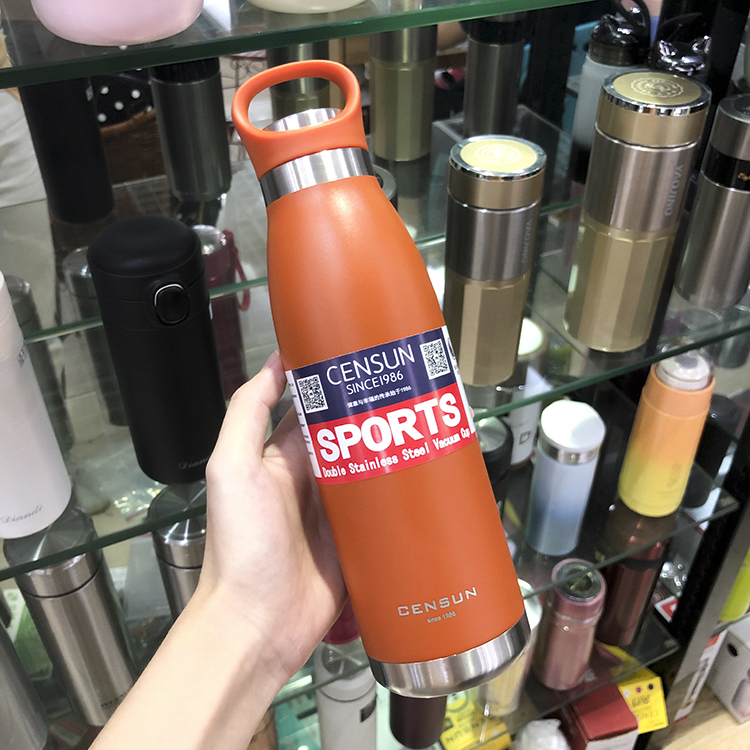 CENSUN
SINCE1986
健康与幸福的传承始于1986
SPORTS
Double Stainless Steel Vacuum Cup
CENSUN
since 1986
Diandi